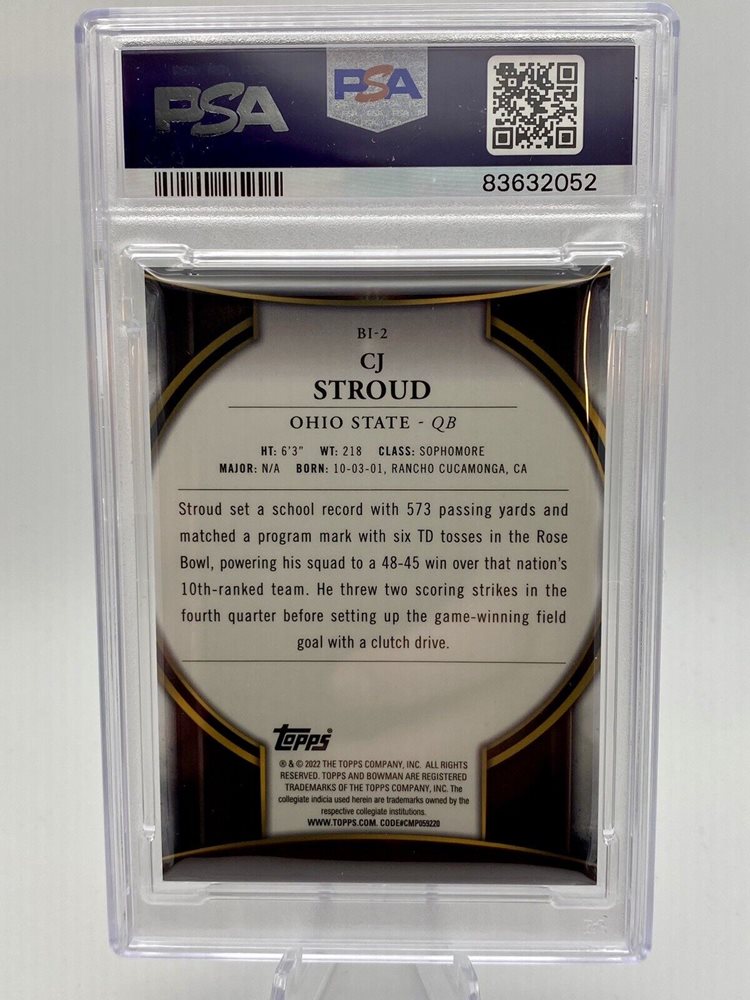 PSA
PSA
83632052
BI-2
CJ
STROUD
OHIO STATE - QB
HT: 6'3" WT: 218 CLASS: SOPHOMORE
MAJOR: N/A BORN: 10-03-01, RANCHO CUCAMONGA, CA
Stroud set a school record with 573 passing yards and
matched a program mark with six TD tosses in the Rose
Bowl, powering his squad to a 48-45 win over that nation's
10th-ranked team. He threw two scoring strikes in the
fourth quarter before setting up the game-winning field
goal with a clutch drive.
Topps®
® & © 2022 THE TOPPS COMPANY, INC. ALL RIGHTS
RESERVED. TOPPS AND BOWMAN ARE REGISTERED
TRADEMARKS OF THE TOPPS COMPANY, INC. The
collegiate indicia used herein are trademarks owned by the
respective collegiate institutions.
WWW.TOPPS.COM. CODE#CMP059220